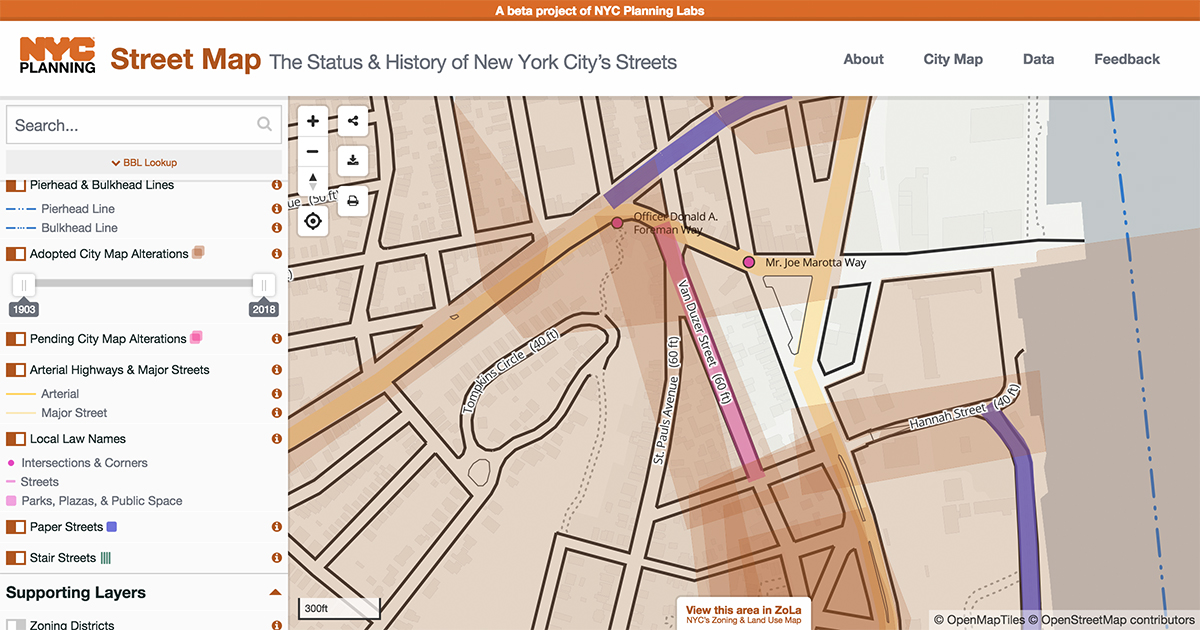 A beta project of NYC Planning Labs
NYC
PLANNING
Street Map The Status & History of New York City's Streets
About
City Map
Data
Feedback
Search...
BBL Lookup
Pierhead & Bulkhead Lines
Pierhead Line
Bulkhead Line
Adopted City Map Alterations
1903
2018
Pending City Map Alterations
Arterial Highways & Major Streets
Arterial
Major Street
Local Law Names
Intersections & Corners
Streets
Parks, Plazas, & Public Space
Paper Streets
Stair Streets
Supporting Layers
Zoning Districts
(50 ft)
Officer Donald A.
Foreman Way
Mr. Joe Marotta Way
Van Duzer Street (60 ft)
Tompkins Circle (40 ft)
St. Pauls Avenue (60 ft)
Hannah Street (40 ft)
300ft
View this area in ZoLa
NYC's Zoning & Land Use Map
© OpenMapTiles © OpenStreetMap contributors